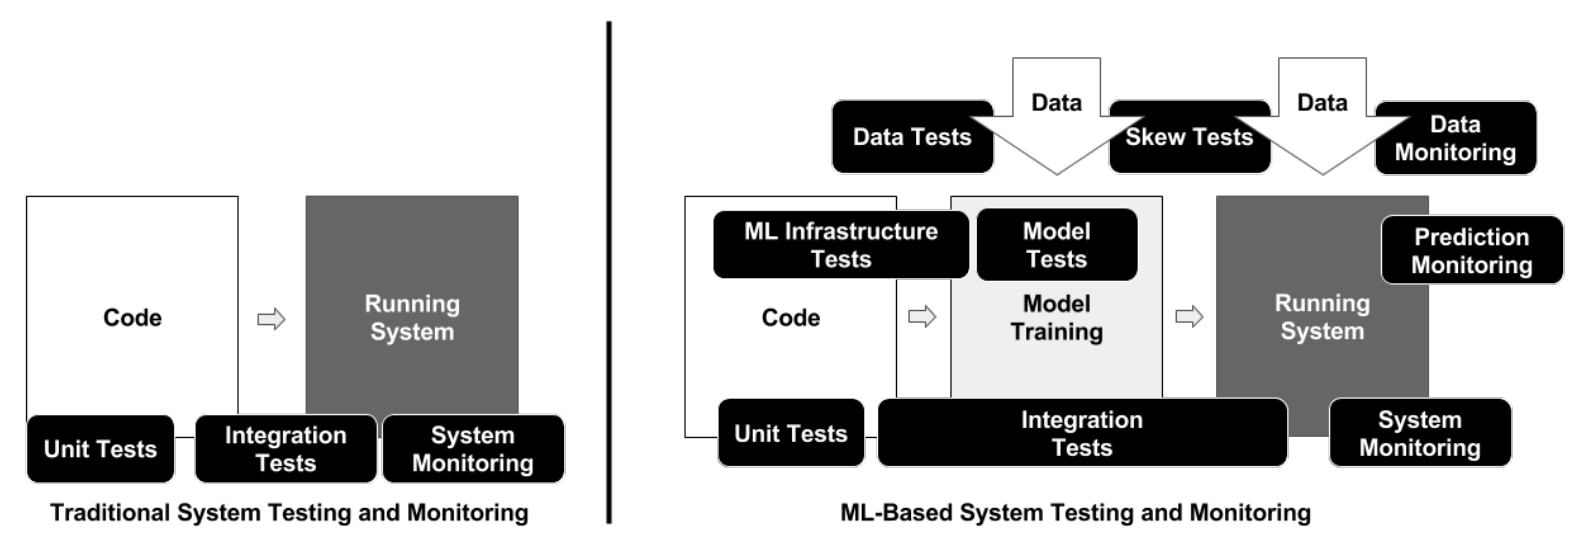 Code
Running
System
Unit Tests
Integration
Tests
System
Monitoring
Traditional System Testing and Monitoring
Data
Data
Data Tests
Skew Tests
Data
Monitoring
ML Infrastructure
Tests
Model
Tests
Prediction
Monitoring
Code
Model
Training
Running
System
Unit Tests
Integration
Tests
System
Monitoring
ML-Based System Testing and Monitoring